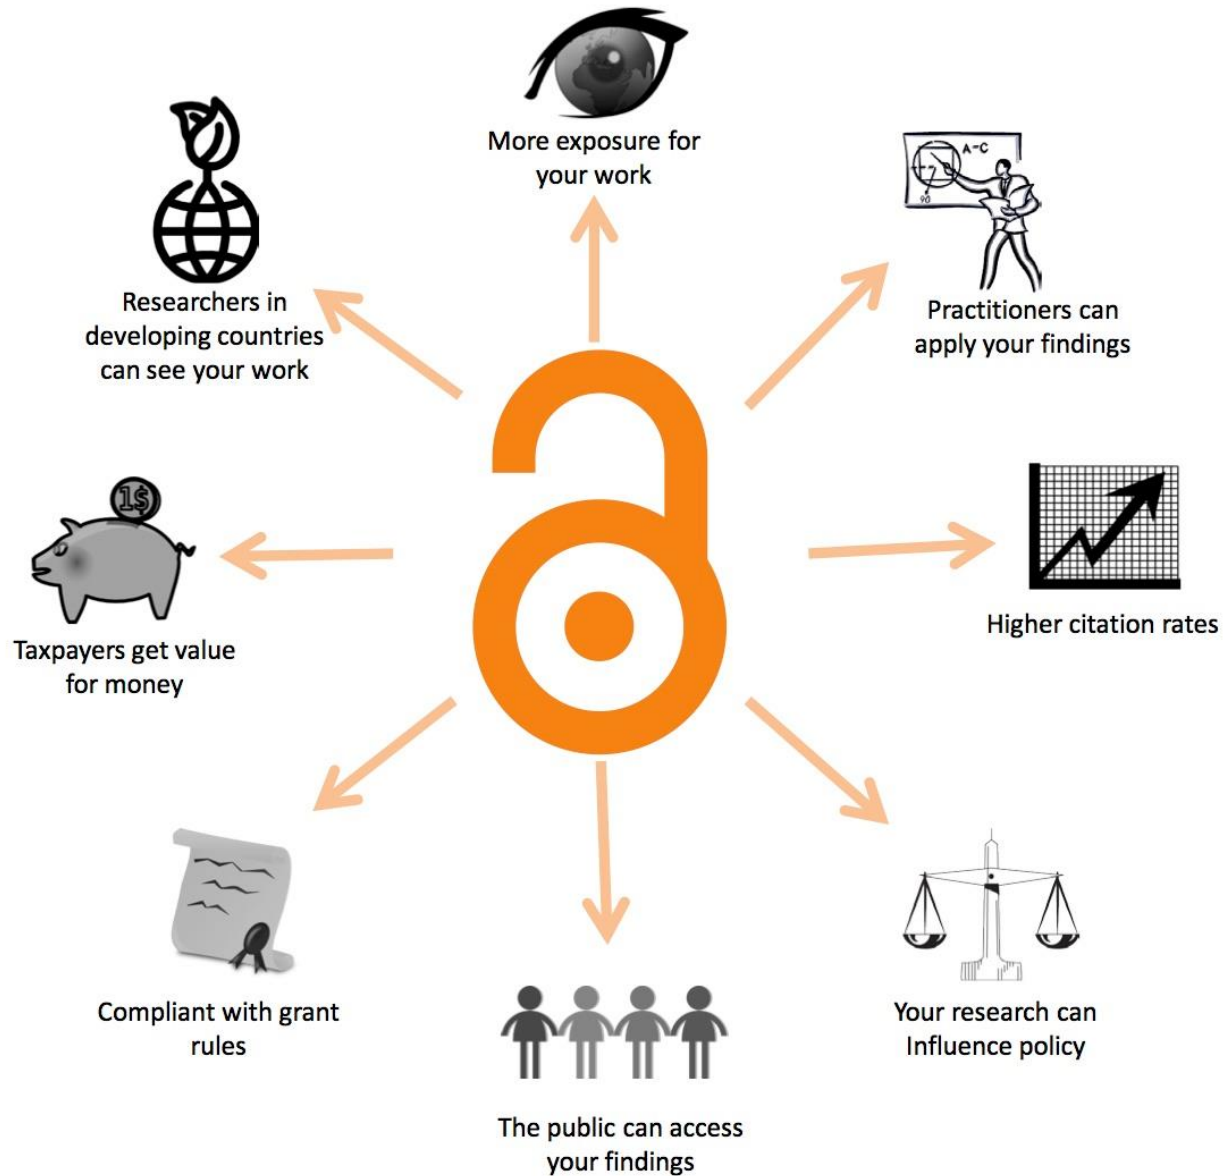 More exposure for
your work
A-C
90
Practitioners can
apply your findings
Researchers in
developing countries
can see your work
1$
Taxpayers get value
for money
Higher citation rates
Compliant with grant
rules
Your research can
Influence policy
The public can access
your findings